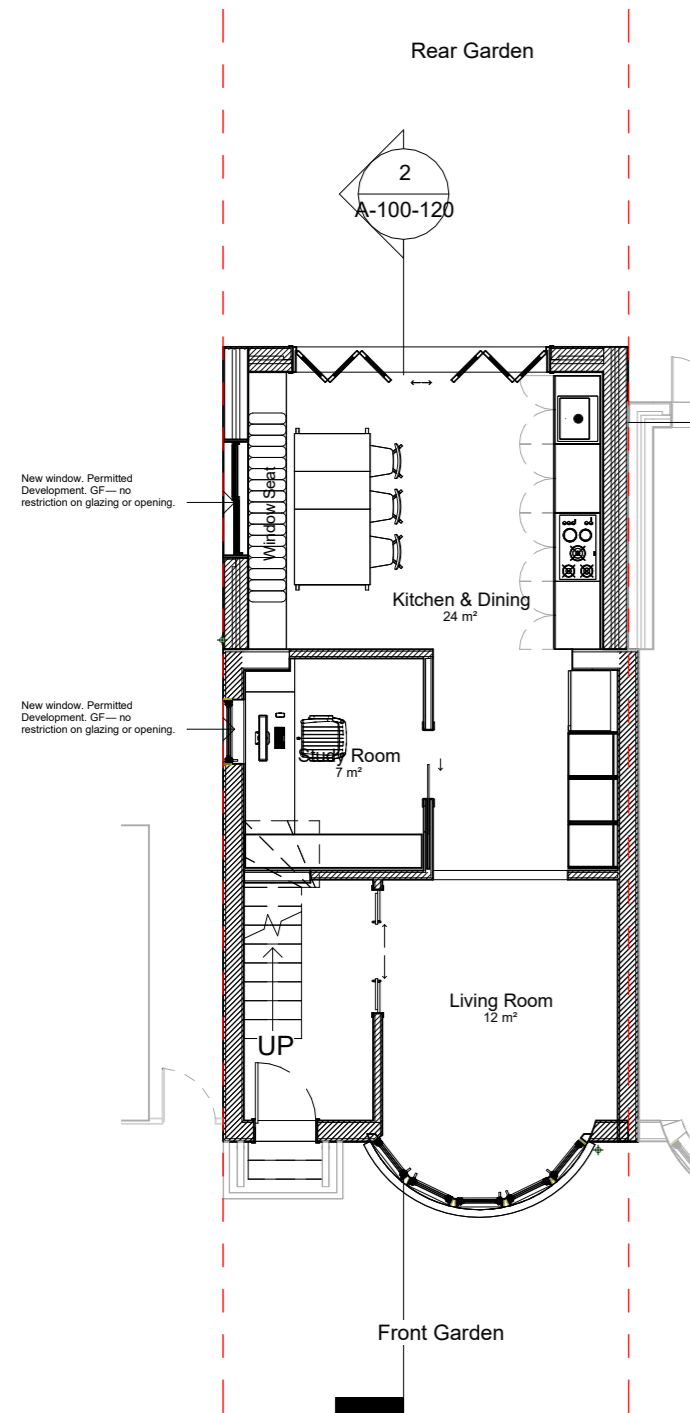 Rear Garden
2
A-100-120
New window. Permitted
Development. GF— no
restriction on glazing or opening.
Window Seat
Kitchen & Dining
24 m²
New window. Permitted
Development. GF— no
restriction on glazing or opening.
Study Room
7 m²
Living Room
12 m²
UP
Front Garden